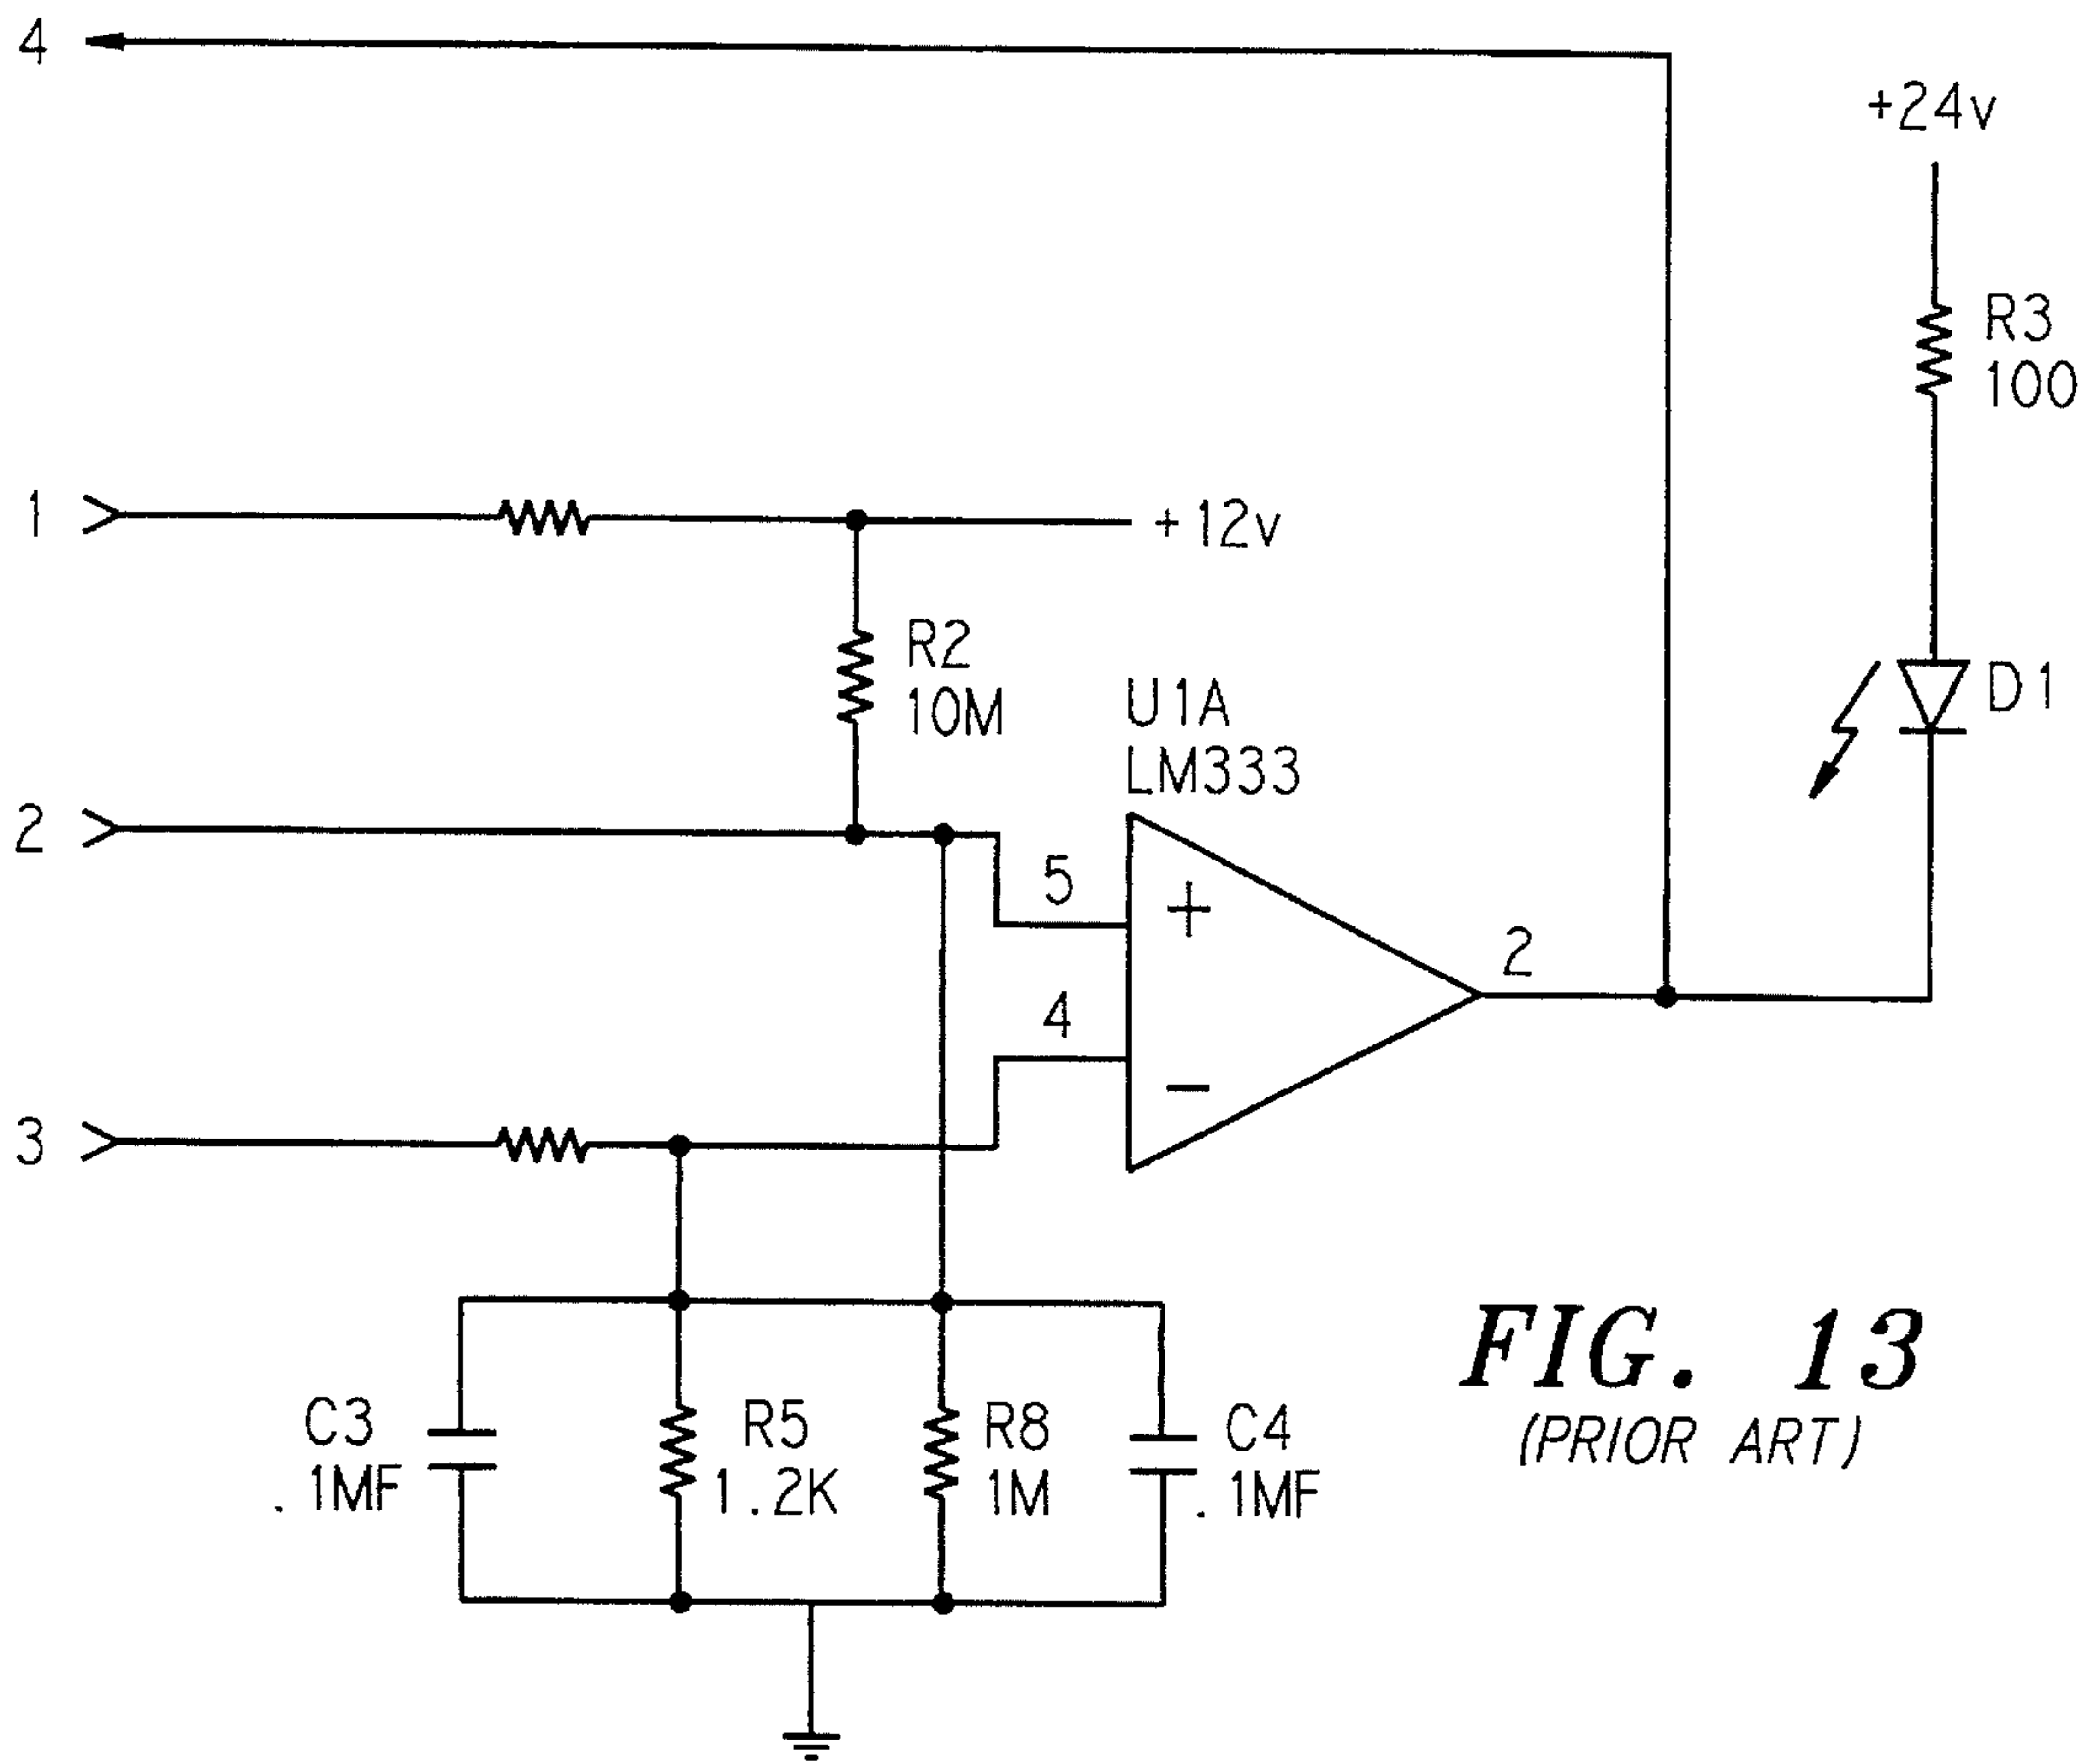 4
+24v
R3
100
1
+12v
R2
10M
U1A
LM333
D1
2
5
+
2
4
-
3
C3
.1MF
R5
1.2K
R8
1M
C4
.1MF
FIG. 13
(PRIOR ART)